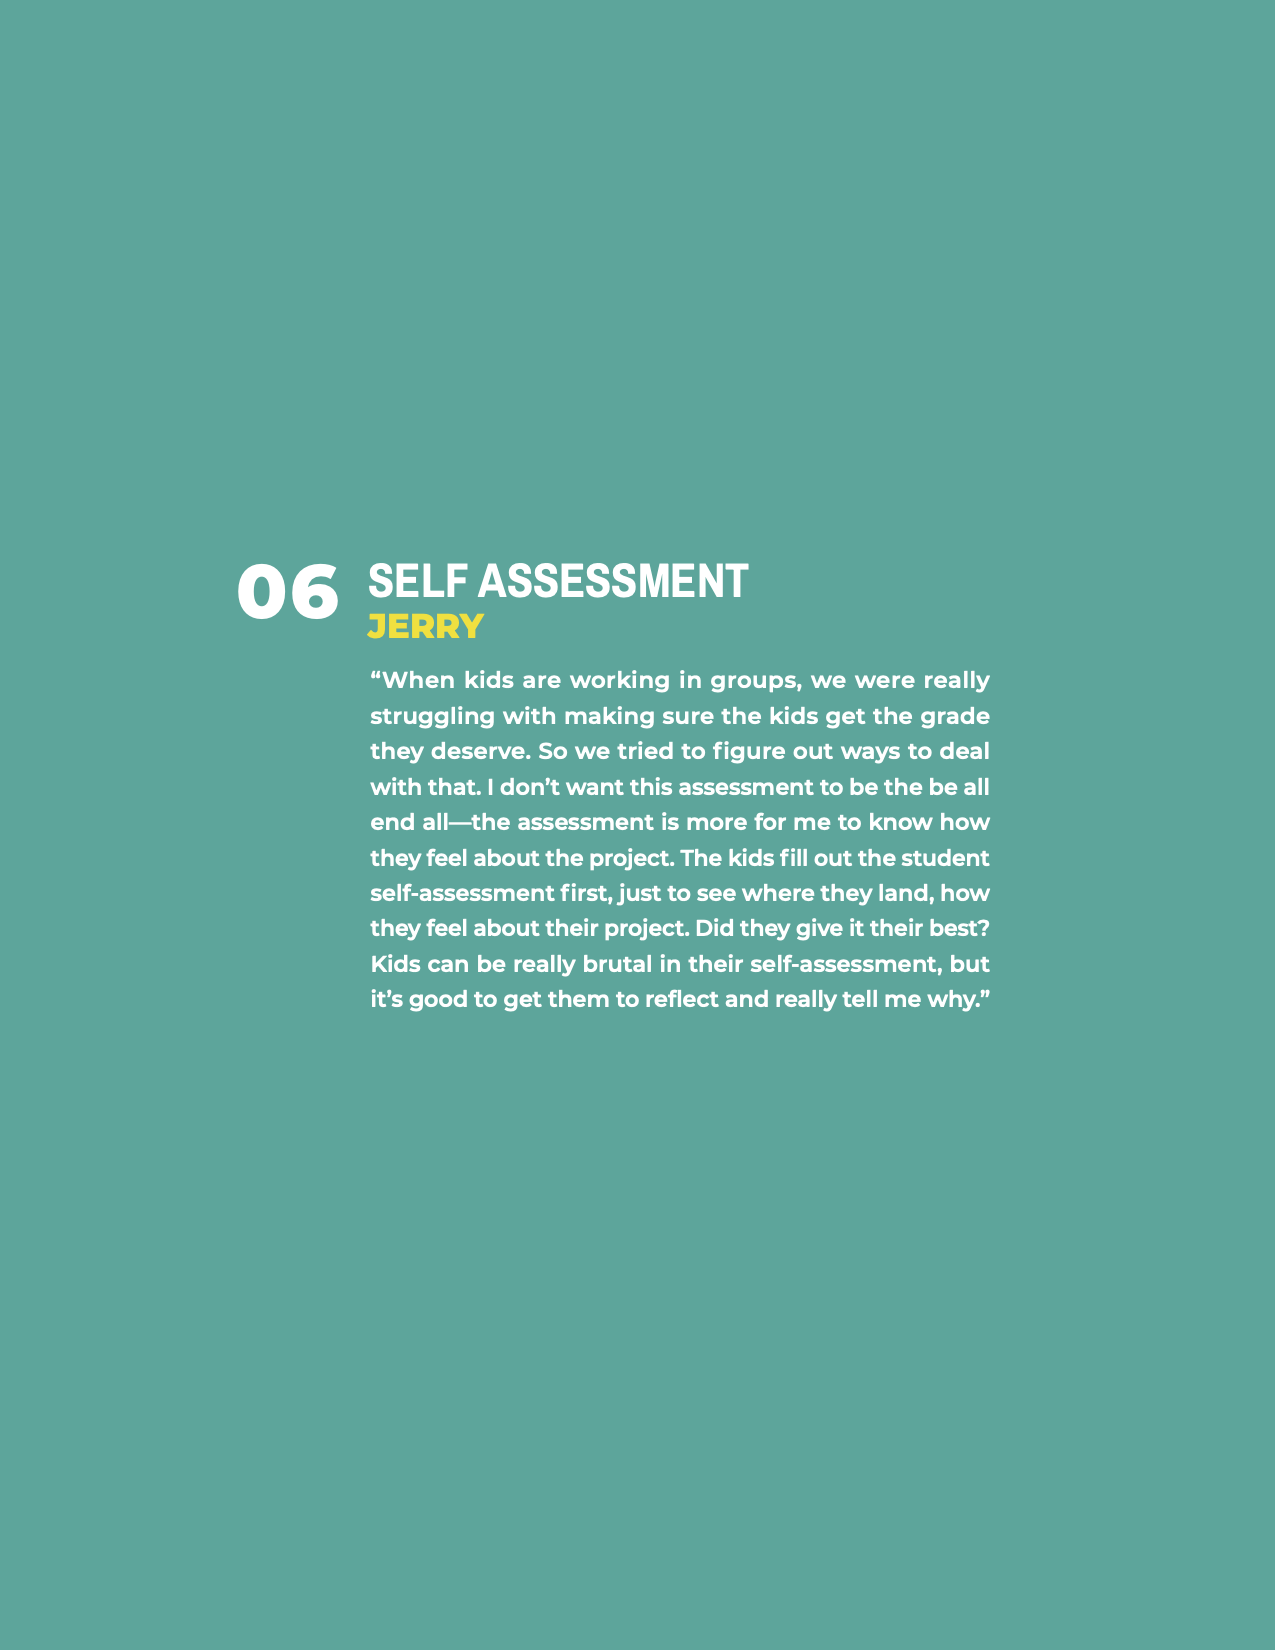 06 SELF ASSESSMENT
JERRY
“When kids are working in groups, we were really
struggling with making sure the kids get the grade
they deserve. So we tried to figure out ways to deal
with that. I don’t want this assessment to be the be all
end all—the assessment is more for me to know how
they feel about the project. The kids fill out the student
self-assessment first, just to see where they land, how
they feel about their project. Did they give it their best?
Kids can be really brutal in their self-assessment, but
it’s good to get them to reflect and really tell me why.”